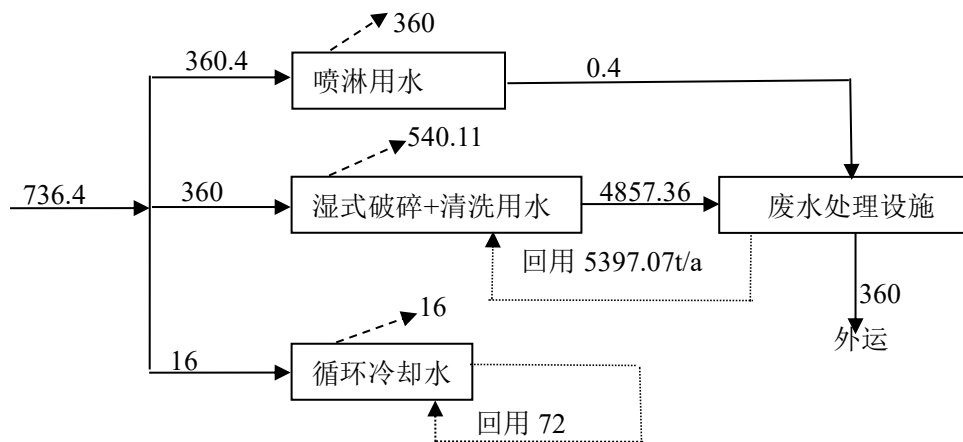 360
360.4
喷淋用水
0.4
540.11
736.4
360
湿式破碎+清洗用水
4857.36
废水处理设施
回用 5397.07t/a
360
外运
16
16
循环冷却水
回用 72